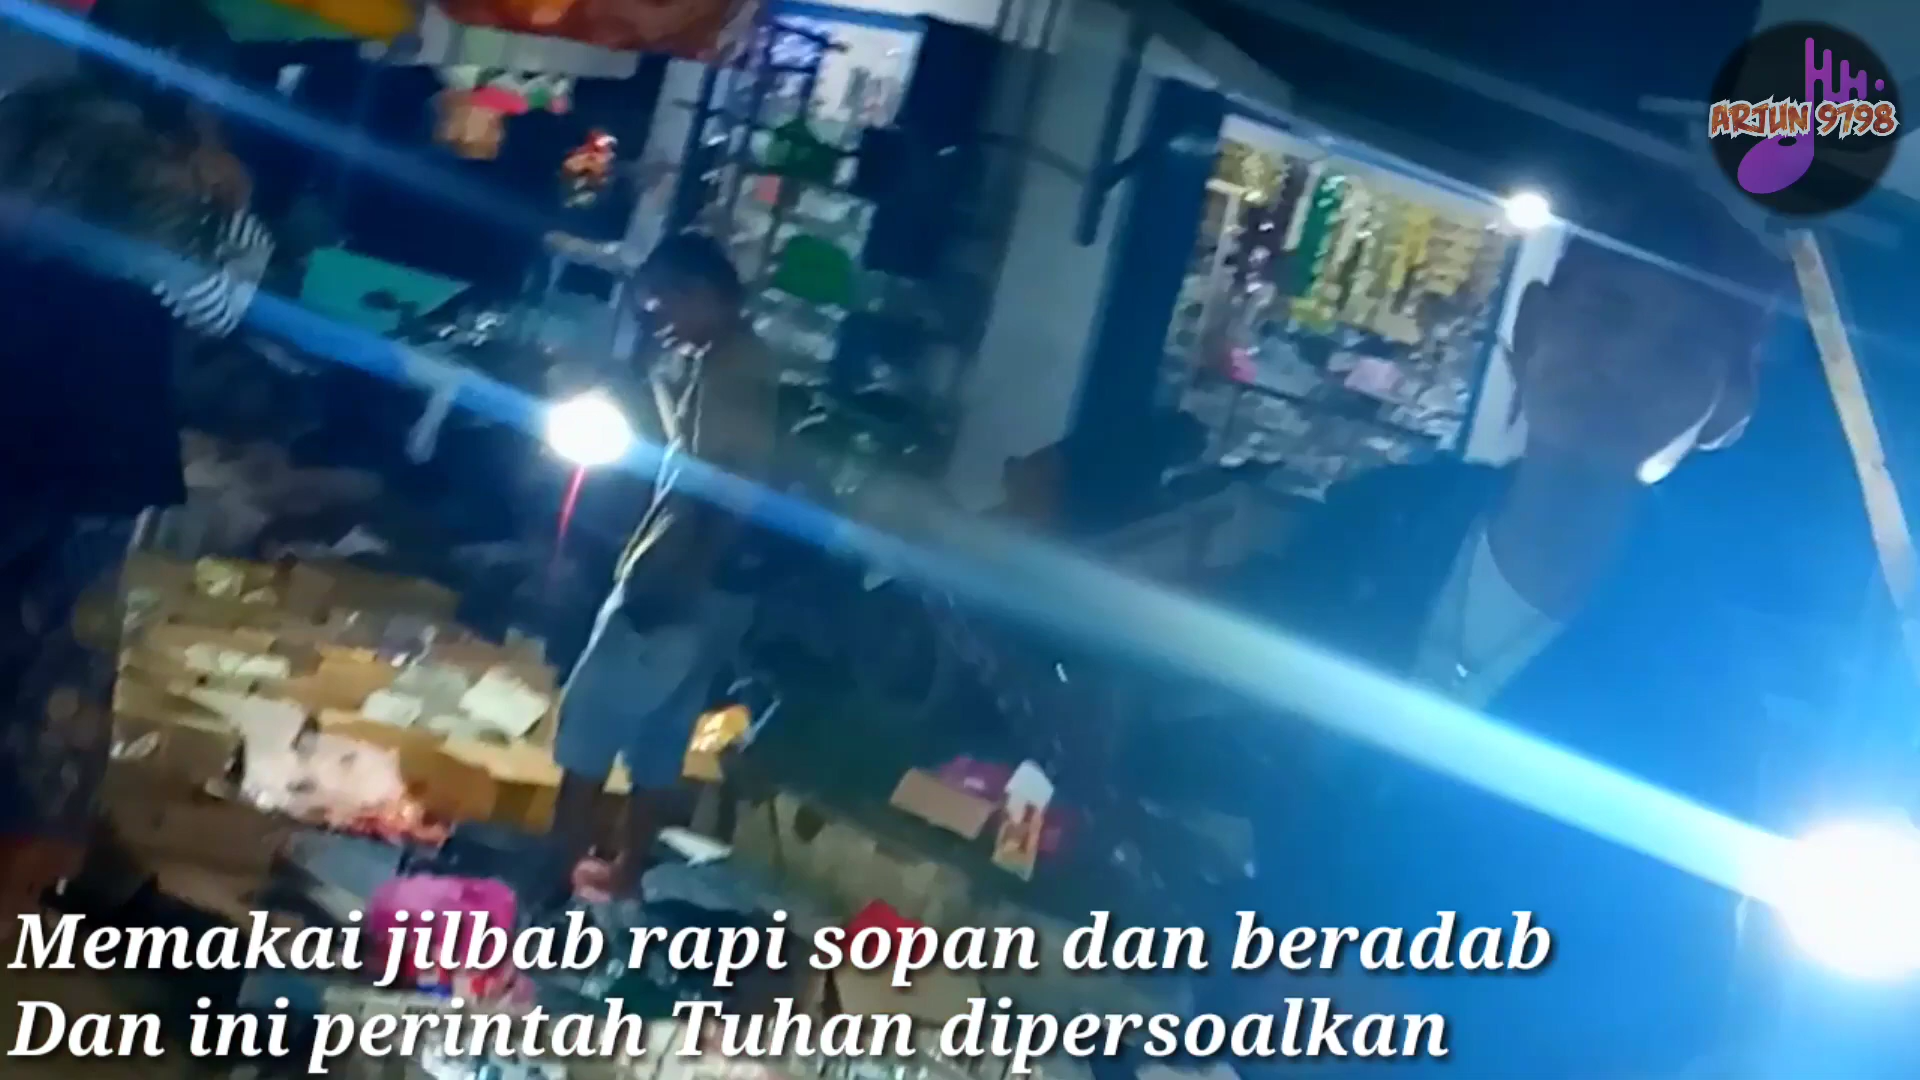 ARJUN 9798
Memakai jilbab rapi sopan dan beradab
Dan ini perintah Tuhan dipersoalkan